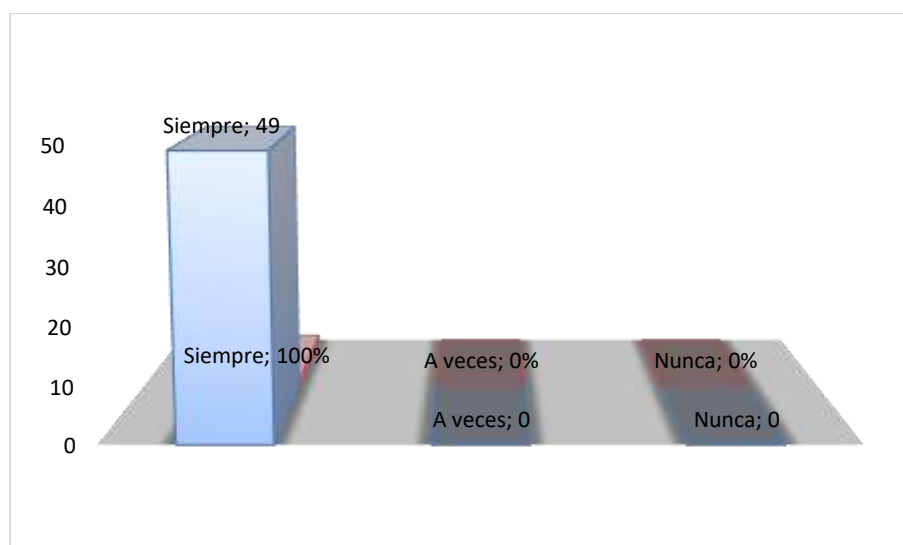 Siempre; 49
50
40
30
20
Siempre; 100%
A veces; 0%
Nunca; 0%
10
A veces; 0
Nunca; 0
0